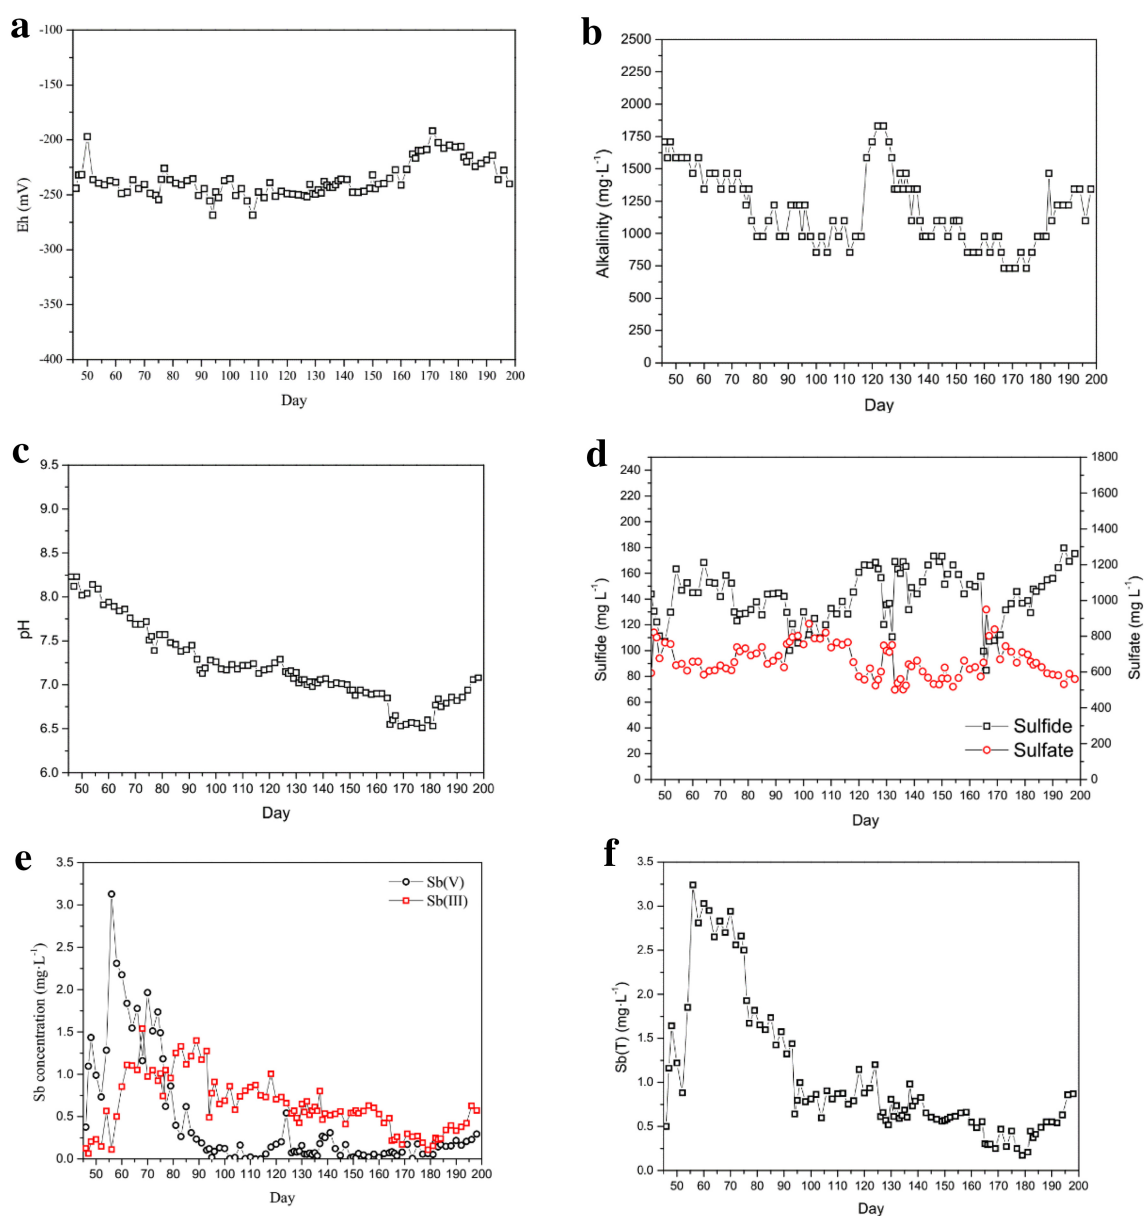 a
-100
-150
-200
-250
-300
-350
-400
Eh (mV)
50 60 70 80 90 100 110 120 130 140 150 160 170 180 190 200
Day
b
2500
2250
2000
1750
1500
1250
1000
750
500
250
0
Alkalinity (mg·L⁻¹)
50 60 70 80 90 100 110 120 130 140 150 160 170 180 190 200
Day
c
9.5
9.0
8.5
8.0
7.5
7.0
6.5
6.0
pH
50 60 70 80 90 100 110 120 130 140 150 160 170 180 190 200
Day
d
240
220
200
180
160
140
120
100
80
60
40
20
0
Sulfide (mg L⁻¹)
1800
1600
1400
1200
1000
800
600
400
200
0
Sulfate (mg L⁻¹)
Sulfide
Sulfate
50 60 70 80 90 100 110 120 130 140 150 160 170 180 190 200
Day
e
3.5
3.0
2.5
2.0
1.5
1.0
0.5
0.0
Sb concentration (mg·L⁻¹)
Sb(V)
Sb(III)
50 60 70 80 90 100 110 120 130 140 150 160 170 180 190 200
Day
f
3.5
3.0
2.5
2.0
1.5
1.0
0.5
0.0
Sb(T) (mg·L⁻¹)
50 60 70 80 90 100 110 120 130 140 150 160 170 180 190 200
Day